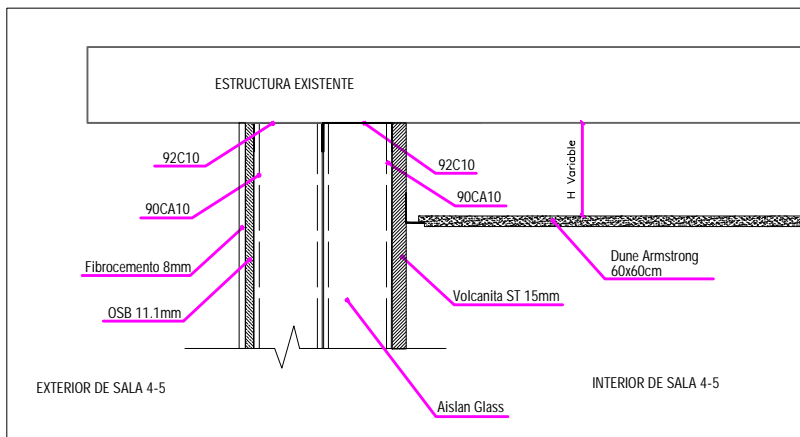 ESTRUCTURA EXISTENTE
92C10
92C10
90CA10
90CA10
H Variable
Fibrocemento 8mm
Dune Armstrong
60x60cm
OSB 11.1mm
Volcanita ST 15mm
EXTERIOR DE SALA 4-5
INTERIOR DE SALA 4-5
Aislan Glass